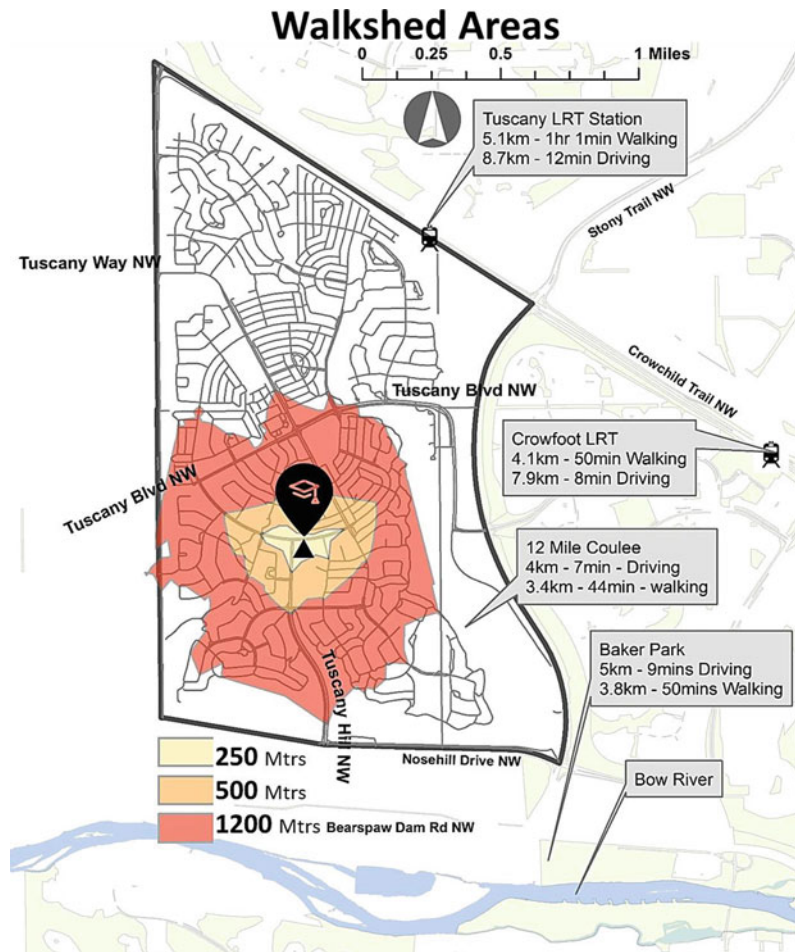 Walkshed Areas
0 0.25 0.5 1 Miles
Tuscany LRT Station
5.1km - 1hr 1min Walking
8.7km - 12min Driving
Stony Trail NW
Tuscany Way NW
Crowchild Trail NW
Tuscany Blvd NW
Crowfoot LRT
4.1km - 50min Walking
7.9km - 8min Driving
Tuscany Blvd NW
12 Mile Coulee
4km - 7min - Driving
3.4km - 44min - walking
Baker Park
5km - 9mins Driving
3.8km - 50mins Walking
Tuscany Hill NW
250 Mtrs
Nosehill Drive NW
Bow River
500 Mtrs
1200 Mtrs
Bearspaw Dam Rd NW